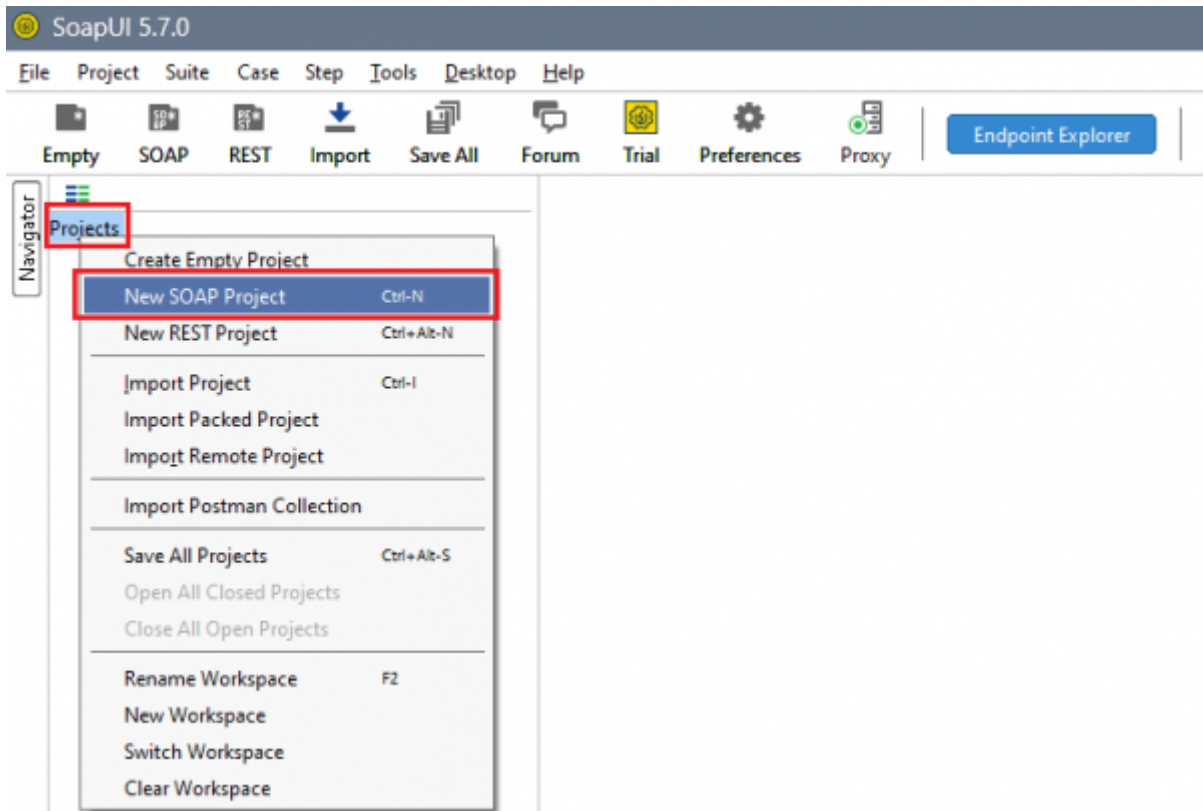 SoapUI 5.7.0
File Project Suite Case Step Tools Desktop Help
Empty SOAP REST Import Save All Forum Trial Preferences Proxy Endpoint Explorer
Navigator
Projects
Create Empty Project
New SOAP Project Ctrl-N
New REST Project Ctrl+Alt-N
Import Project Ctrl-I
Import Packed Project
Import Remote Project
Import Postman Collection
Save All Projects Ctrl+Alt-S
Open All Closed Projects
Close All Open Projects
Rename Workspace F2
New Workspace
Switch Workspace
Clear Workspace